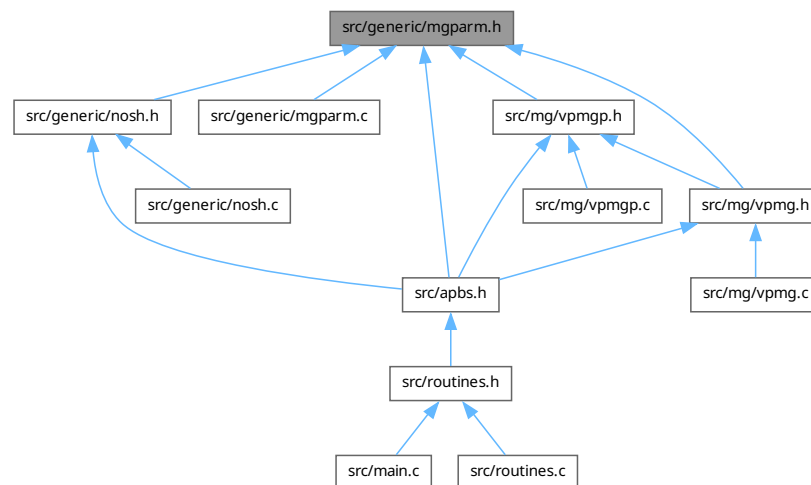 src/generic/mgparm.h
src/generic/nosh.h
src/generic/mgparm.c
src/mg/vpmgp.h
src/generic/nosh.c
src/mg/vpmgp.c
src/mg/vpmg.h
src/apbs.h
src/mg/vpmg.c
src/routines.h
src/main.c
src/routines.c